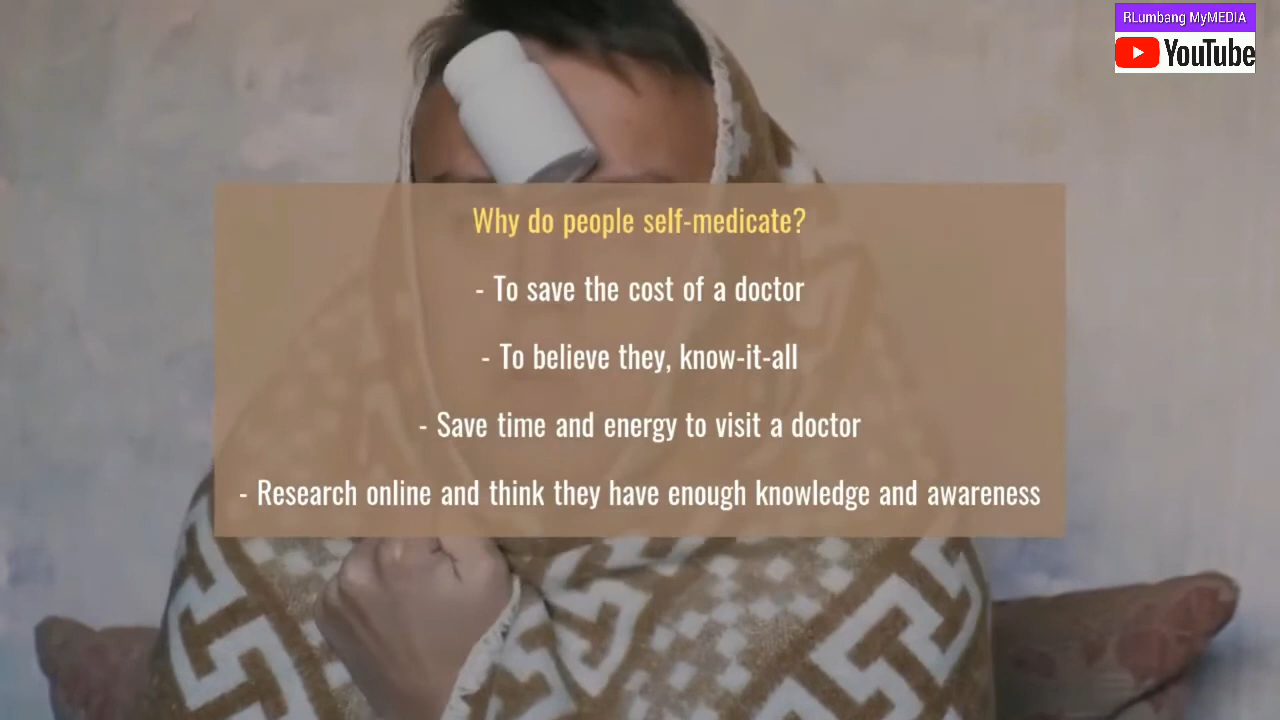 RLumbang MyMEDIA
YouTube
Why do people self-medicate?
- To save the cost of a doctor
- To believe they, know-it-all
- Save time and energy to visit a doctor
- Research online and think they have enough knowledge and awareness